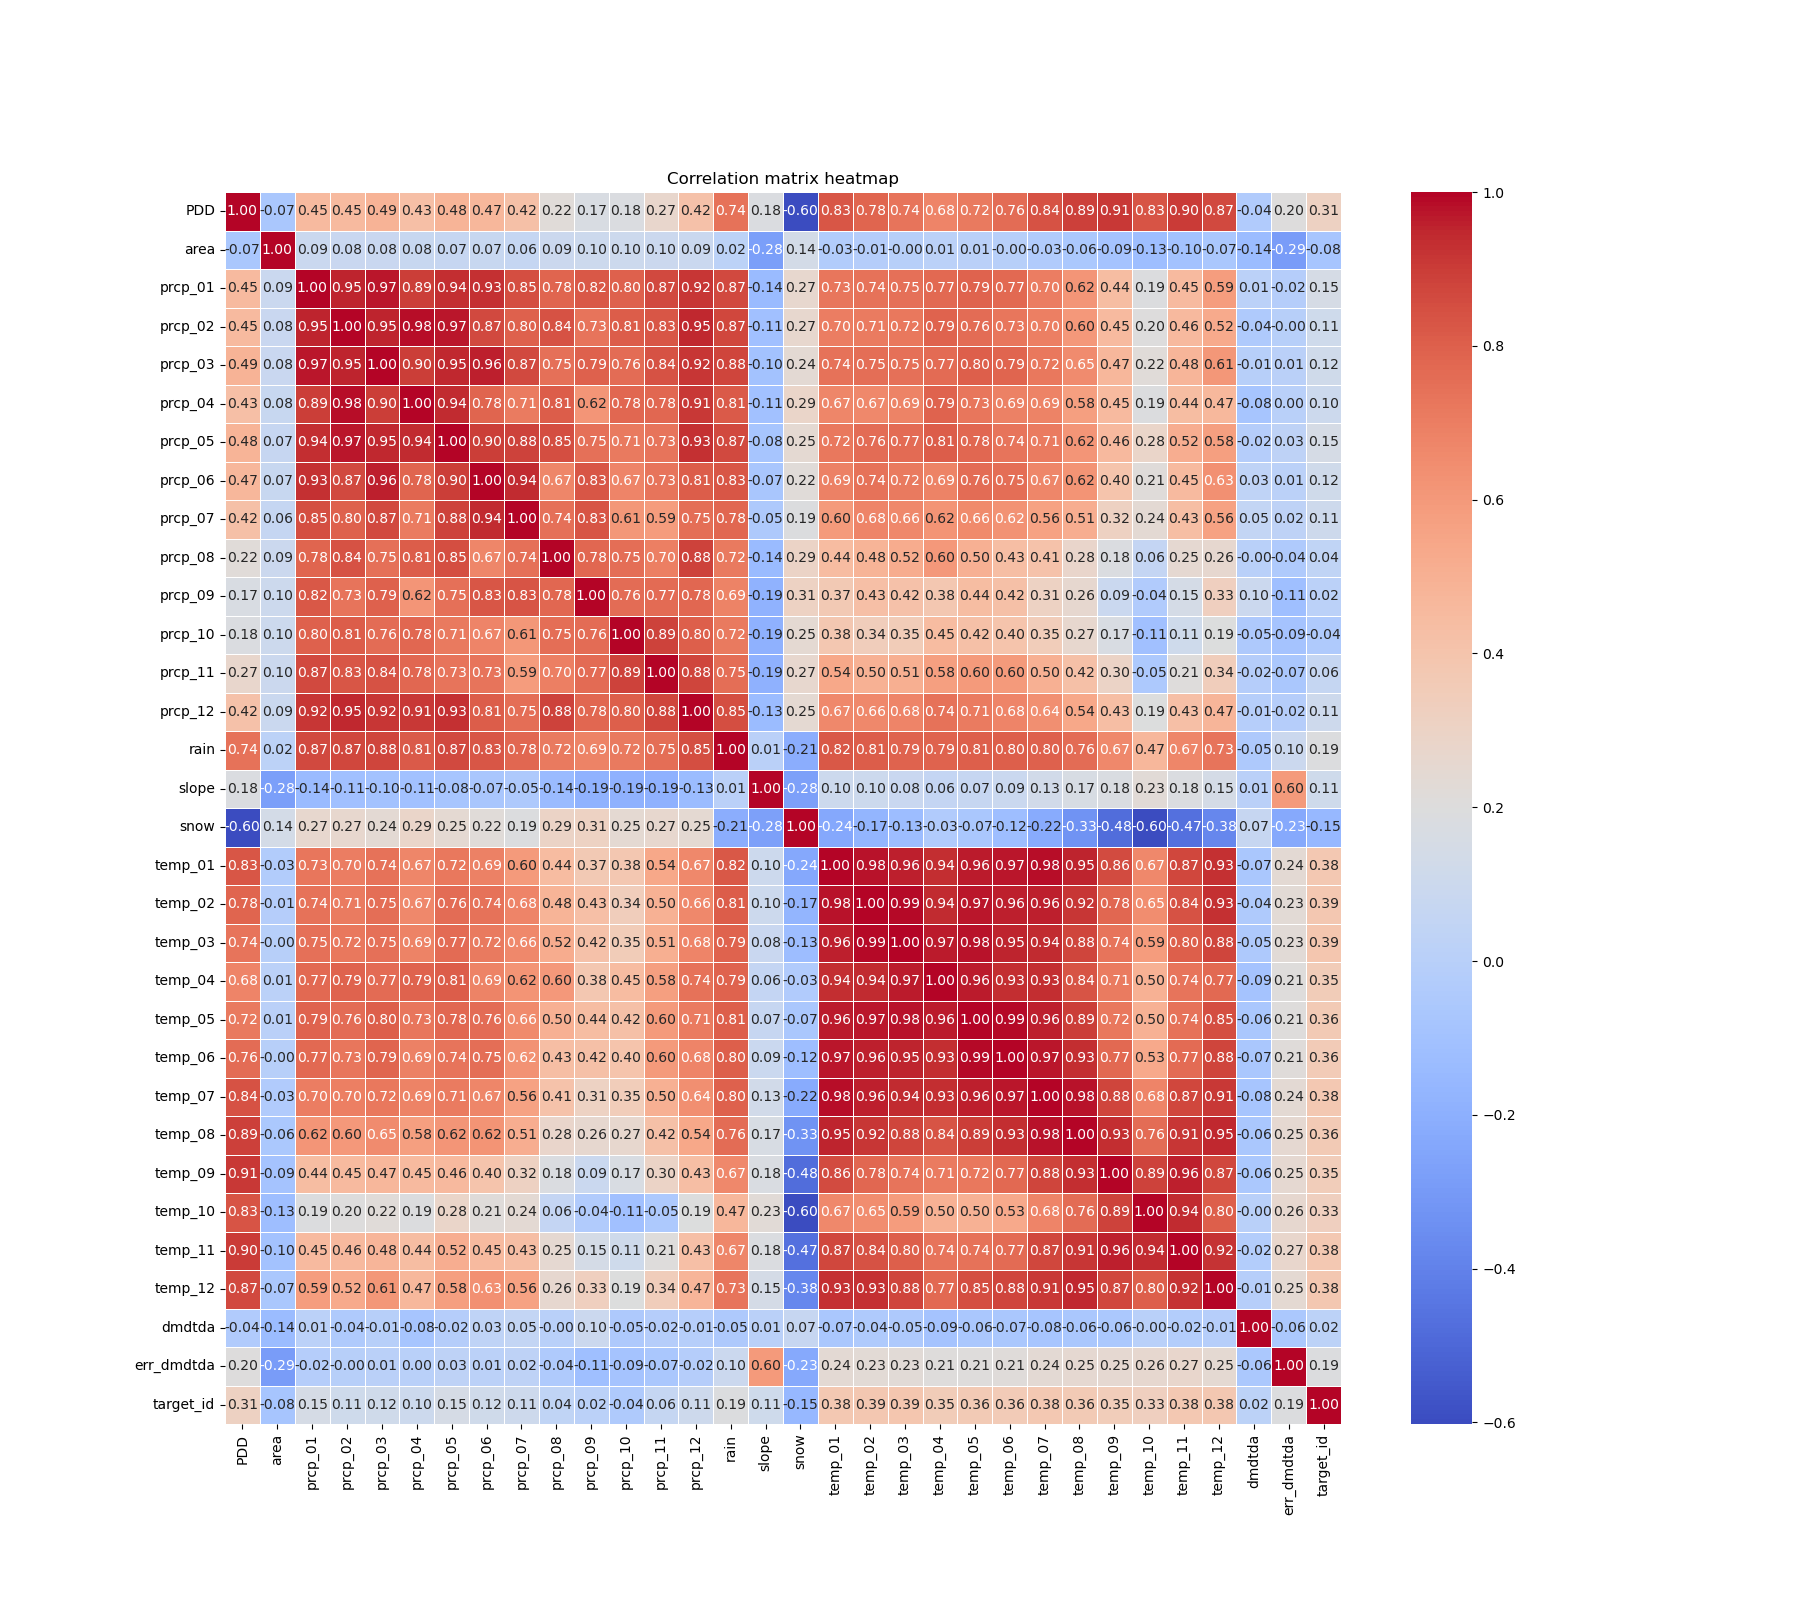 Correlation matrix heatmap
PDD 1.00 -0.07 0.45 0.45 0.49 0.43 0.48 0.47 0.42 0.22 0.17 0.18 0.27 0.42 0.74 0.18 -0.60 0.83 0.78 0.74 0.68 0.72 0.76 0.84 0.89 0.91 0.83 0.90 0.87 -0.04 0.20 0.31 1.0
area -0.07 1.00 0.09 0.08 0.08 0.08 0.07 0.07 0.06 0.09 0.10 0.10 0.10 0.09 0.02 -0.28 0.14 -0.03 -0.01 -0.00 0.01 0.01 -0.00 -0.03 -0.06 -0.09 -0.13 -0.10 -0.07 -0.14 -0.29 -0.08
prcp_01 0.45 0.09 1.00 0.95 0.97 0.89 0.94 0.93 0.85 0.78 0.82 0.80 0.87 0.92 0.87 -0.14 0.27 0.73 0.74 0.75 0.77 0.79 0.77 0.70 0.62 0.44 0.19 0.45 0.59 0.01 -0.02 0.15
prcp_02 0.45 0.08 0.95 1.00 0.95 0.98 0.97 0.87 0.80 0.84 0.73 0.81 0.83 0.95 0.87 -0.11 0.27 0.70 0.71 0.72 0.79 0.76 0.73 0.70 0.60 0.45 0.20 0.46 0.52 -0.04 -0.00 0.11
0.8
prcp_03 0.49 0.08 0.97 0.95 1.00 0.90 0.95 0.96 0.87 0.75 0.79 0.76 0.84 0.92 0.88 -0.10 0.24 0.74 0.75 0.75 0.77 0.80 0.79 0.72 0.65 0.47 0.22 0.48 0.61 -0.01 0.01 0.12
prcp_04 0.43 0.08 0.89 0.98 0.90 1.00 0.94 0.78 0.71 0.81 0.62 0.78 0.78 0.91 0.81 -0.11 0.29 0.67 0.67 0.69 0.79 0.73 0.69 0.69 0.58 0.45 0.19 0.44 0.47 -0.08 0.00 0.10
prcp_05 0.48 0.07 0.94 0.97 0.95 0.94 1.00 0.90 0.88 0.85 0.75 0.71 0.73 0.93 0.87 -0.08 0.25 0.72 0.76 0.77 0.81 0.78 0.74 0.71 0.62 0.46 0.28 0.52 0.58 -0.02 0.03 0.15
prcp_06 0.47 0.07 0.93 0.87 0.96 0.78 0.90 1.00 0.94 0.67 0.83 0.67 0.73 0.81 0.83 -0.07 0.22 0.69 0.74 0.72 0.69 0.76 0.75 0.67 0.62 0.40 0.21 0.45 0.63 0.03 0.01 0.12
0.6
prcp_07 0.42 0.06 0.85 0.80 0.87 0.71 0.88 0.94 1.00 0.74 0.83 0.61 0.59 0.75 0.78 -0.05 0.19 0.60 0.68 0.66 0.62 0.66 0.62 0.56 0.51 0.32 0.24 0.43 0.56 0.05 0.02 0.11
prcp_08 0.22 0.09 0.78 0.84 0.75 0.81 0.85 0.67 0.74 1.00 0.78 0.75 0.70 0.88 0.72 -0.14 0.29 0.44 0.48 0.52 0.60 0.50 0.43 0.41 0.28 0.18 0.06 0.25 0.26 -0.00 -0.04 0.04
prcp_09 0.17 0.10 0.82 0.73 0.79 0.62 0.75 0.83 0.83 0.78 1.00 0.76 0.77 0.78 0.69 -0.19 0.31 0.37 0.43 0.42 0.38 0.44 0.42 0.31 0.26 0.09 -0.04 0.15 0.33 0.10 -0.11 0.02
prcp_10 0.18 0.10 0.80 0.81 0.76 0.78 0.71 0.67 0.61 0.75 0.76 1.00 0.89 0.80 0.72 -0.19 0.25 0.38 0.34 0.35 0.45 0.42 0.40 0.35 0.27 0.17 -0.11 0.11 0.19 -0.05 -0.09 -0.04
0.4
prcp_11 0.27 0.10 0.87 0.83 0.84 0.78 0.73 0.73 0.59 0.70 0.77 0.89 1.00 0.88 0.75 -0.19 0.27 0.54 0.50 0.51 0.58 0.60 0.60 0.50 0.42 0.30 -0.05 0.21 0.34 -0.02 -0.07 0.06
prcp_12 0.42 0.09 0.92 0.95 0.92 0.91 0.93 0.81 0.75 0.88 0.78 0.80 0.88 1.00 0.85 -0.13 0.25 0.67 0.66 0.68 0.74 0.71 0.68 0.64 0.54 0.43 0.19 0.43 0.47 -0.01 -0.02 0.11
rain 0.74 0.02 0.87 0.87 0.88 0.81 0.87 0.83 0.78 0.72 0.69 0.72 0.75 0.85 1.00 0.01 -0.21 0.82 0.81 0.79 0.79 0.81 0.80 0.80 0.76 0.67 0.47 0.67 0.73 -0.05 0.10 0.19
slope 0.18 -0.28 -0.14 -0.11 -0.10 -0.11 -0.08 -0.07 -0.05 -0.14 -0.19 -0.19 -0.19 -0.13 0.01 1.00 -0.28 0.10 0.10 0.08 0.06 0.07 0.09 0.13 0.17 0.18 0.23 0.18 0.15 0.01 0.60 0.11
0.2
snow -0.60 0.14 0.27 0.27 0.24 0.29 0.25 0.22 0.19 0.29 0.31 0.25 0.27 0.25 -0.21 -0.28 1.00 -0.24 -0.17 -0.13 -0.03 -0.07 -0.12 -0.22 -0.33 -0.48 -0.60 -0.47 -0.38 0.07 -0.23 -0.15
temp_01 0.83 -0.03 0.73 0.70 0.74 0.67 0.72 0.69 0.60 0.44 0.37 0.38 0.54 0.67 0.82 0.10 -0.24 1.00 0.98 0.96 0.94 0.96 0.97 0.98 0.95 0.86 0.67 0.87 0.93 -0.07 0.24 0.38
temp_02 0.78 -0.01 0.74 0.71 0.75 0.67 0.76 0.74 0.68 0.48 0.43 0.34 0.50 0.66 0.81 0.10 -0.17 0.98 1.00 0.99 0.94 0.97 0.96 0.96 0.92 0.78 0.65 0.84 0.93 -0.04 0.23 0.39
temp_03 0.74 -0.00 0.75 0.72 0.75 0.69 0.77 0.72 0.66 0.52 0.42 0.35 0.51 0.68 0.79 0.08 -0.13 0.96 0.99 1.00 0.97 0.98 0.95 0.94 0.88 0.74 0.59 0.80 0.88 -0.05 0.23 0.39
0.0
temp_04 0.68 0.01 0.77 0.79 0.77 0.79 0.81 0.69 0.62 0.60 0.38 0.45 0.58 0.74 0.79 0.06 -0.03 0.94 0.94 0.97 1.00 0.96 0.93 0.93 0.84 0.71 0.50 0.74 0.77 -0.09 0.21 0.35
temp_05 0.72 0.01 0.79 0.76 0.80 0.73 0.78 0.76 0.66 0.50 0.44 0.42 0.60 0.71 0.81 0.07 -0.07 0.96 0.97 0.98 0.96 1.00 0.99 0.96 0.89 0.72 0.50 0.74 0.85 -0.06 0.21 0.36
temp_06 0.76 -0.00 0.77 0.73 0.79 0.69 0.74 0.75 0.62 0.43 0.42 0.40 0.60 0.68 0.80 0.09 -0.12 0.97 0.96 0.95 0.93 0.99 1.00 0.97 0.93 0.77 0.53 0.77 0.88 -0.07 0.21 0.36
temp_07 0.84 -0.03 0.70 0.70 0.72 0.69 0.71 0.67 0.56 0.41 0.31 0.35 0.50 0.64 0.80 0.13 -0.22 0.98 0.96 0.94 0.93 0.96 0.97 1.00 0.98 0.88 0.68 0.87 0.91 -0.08 0.24 0.38
−0.2
temp_08 0.89 -0.06 0.62 0.60 0.65 0.58 0.62 0.62 0.51 0.28 0.26 0.27 0.42 0.54 0.76 0.17 -0.33 0.95 0.92 0.88 0.84 0.89 0.93 0.98 1.00 0.93 0.76 0.91 0.95 -0.06 0.25 0.36
temp_09 0.91 -0.09 0.44 0.45 0.47 0.45 0.46 0.40 0.32 0.18 0.09 0.17 0.30 0.43 0.67 0.18 -0.48 0.86 0.78 0.74 0.71 0.72 0.77 0.88 0.93 1.00 0.89 0.96 0.87 -0.06 0.25 0.35
temp_10 0.83 -0.13 0.19 0.20 0.22 0.19 0.28 0.21 0.24 0.06 -0.04 -0.11 -0.05 0.19 0.47 0.23 -0.60 0.67 0.65 0.59 0.50 0.50 0.53 0.68 0.76 0.89 1.00 0.94 0.80 -0.00 0.26 0.33
temp_11 0.90 -0.10 0.45 0.46 0.48 0.44 0.52 0.45 0.43 0.25 0.15 0.11 0.21 0.43 0.67 0.18 -0.47 0.87 0.84 0.80 0.74 0.74 0.77 0.87 0.91 0.96 0.94 1.00 0.92 -0.02 0.27 0.38
−0.4
temp_12 0.87 -0.07 0.59 0.52 0.61 0.47 0.58 0.63 0.56 0.26 0.33 0.19 0.34 0.47 0.73 0.15 -0.38 0.93 0.93 0.88 0.77 0.85 0.88 0.91 0.95 0.87 0.80 0.92 1.00 -0.01 0.25 0.38
dmdtda -0.04 -0.14 0.01 -0.04 -0.01 -0.08 -0.02 0.03 0.05 -0.00 0.10 -0.05 -0.02 -0.01 -0.05 0.01 0.07 -0.07 -0.04 -0.05 -0.09 -0.06 -0.07 -0.08 -0.06 -0.06 -0.00 -0.02 -0.01 1.00 -0.06 0.02
err_dmdtda 0.20 -0.29 -0.02 -0.00 0.01 0.00 0.03 0.01 0.02 -0.04 -0.11 -0.09 -0.07 -0.02 0.10 0.60 -0.23 0.24 0.23 0.23 0.21 0.21 0.21 0.24 0.25 0.25 0.26 0.27 0.25 -0.06 1.00 0.19
target_id 0.31 -0.08 0.15 0.11 0.12 0.10 0.15 0.12 0.11 0.04 0.02 -0.04 0.06 0.11 0.19 0.11 -0.15 0.38 0.39 0.39 0.35 0.36 0.36 0.38 0.36 0.35 0.33 0.38 0.38 0.02 0.19 1.00
−0.6
PDD area prcp_01 prcp_02 prcp_03 prcp_04 prcp_05 prcp_06 prcp_07 prcp_08 prcp_09 prcp_10 prcp_11 prcp_12 rain slope snow temp_01 temp_02 temp_03 temp_04 temp_05 temp_06 temp_07 temp_08 temp_09 temp_10 temp_11 temp_12 dmdtda err_dmdtda target_id